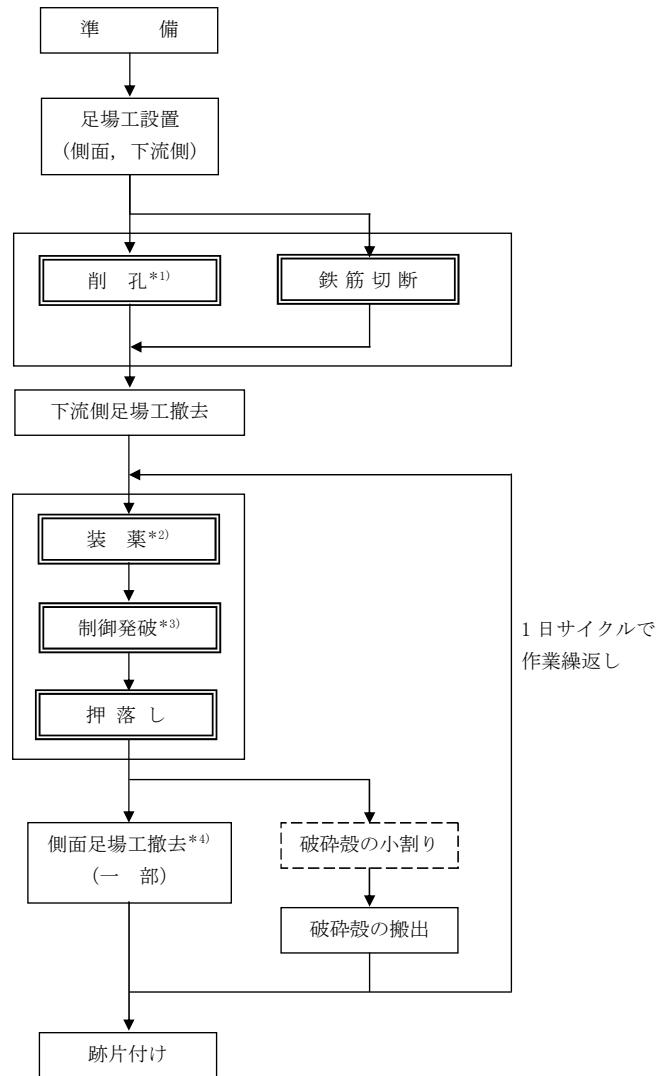 準　　備
足場工設置
（側面，下流側）
削　孔*1)
鉄筋切断
下流側足場工撤去
装　薬*2)
制御発破*3)
押 落 し
1 日サイクルで
作業繰返し
側面足場工撤去*4)
（一　部）
破砕殻の小割り
破砕殻の搬出
跡片付け